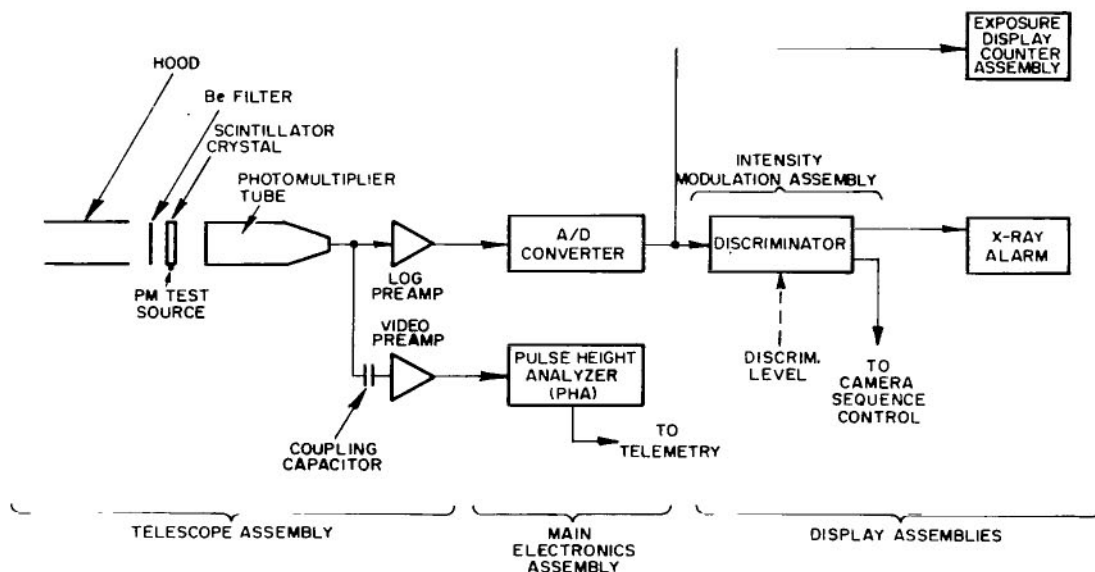 EXPOSURE
DISPLAY
COUNTER
ASSEMBLY
HOOD
Be FILTER
SCINTILLATOR
CRYSTAL
PHOTOMULTIPLIER
TUBE
INTENSITY
MODULATION ASSEMBLY
A/D
CONVERTER
DISCRIMINATOR
X-RAY
ALARM
PM TEST
SOURCE
LOG
PREAMP
VIDEO
PREAMP
PULSE HEIGHT
ANALYZER
(PHA)
DISCRIM.
LEVEL
TO
CAMERA
SEQUENCE
CONTROL
COUPLING
CAPACITOR
TO
TELEMETRY
TELESCOPE ASSEMBLY
MAIN
ELECTRONICS
ASSEMBLY
DISPLAY ASSEMBLIES